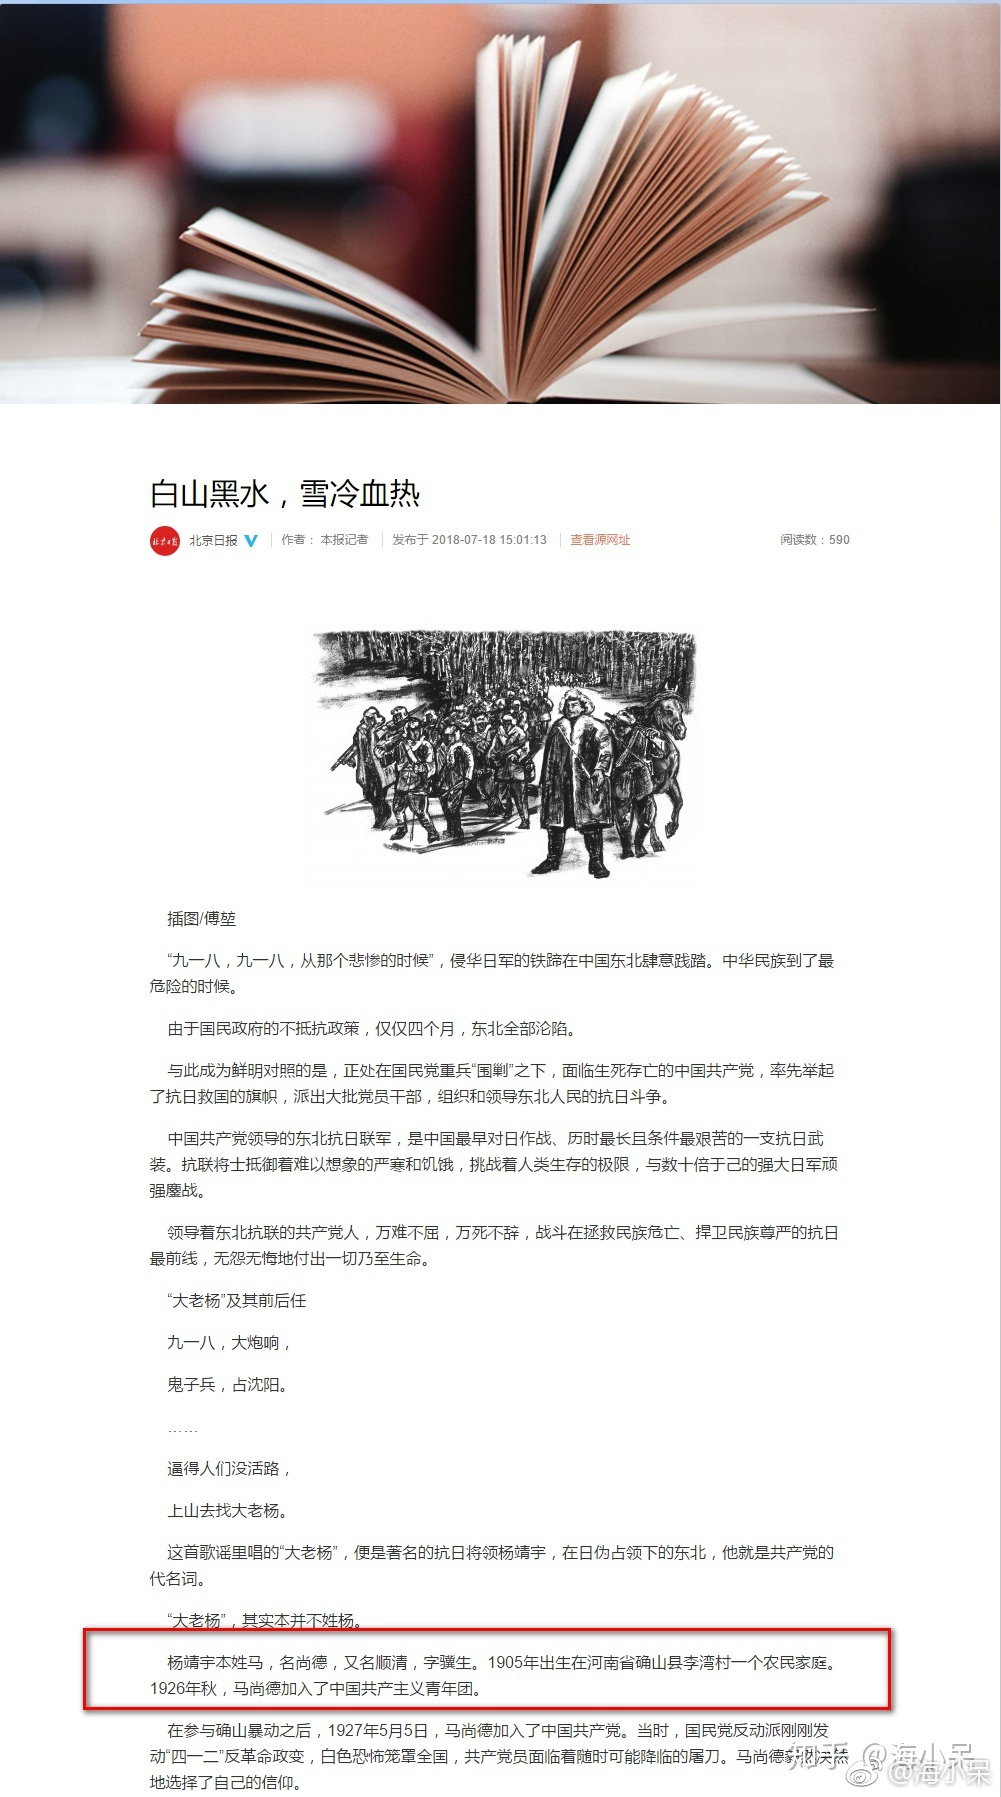 白山黑水，雪冷血热
北京日报 作者： 本报记者 发布于 2018-07-18 15:01:13 查看源网址 阅读数：590
插图/傅堃
“九一八，九一八，从那个悲惨的时候”，侵华日军的铁蹄在中国东北肆意践踏。中华民族到了最
危险的时候。
由于国民政府的不抵抗政策，仅仅四个月，东北全部沦陷。
与此成为鲜明对照的是，正处在国民党重兵“围剿”之下，面临生死存亡的中国共产党，率先举起
了抗日救国的旗帜，派出大批党员干部，组织和领导东北人民的抗日斗争。
中国共产党领导的东北抗日联军，是中国最早对日作战、历时最长且条件最艰苦的一支抗日武
装。抗联将士抵御着难以想象的严寒和饥饿，挑战着人类生存的极限，与数十倍于己的强大日军顽
强鏖战。
领导着东北抗联的共产党人，万难不屈，万死不辞，战斗在拯救民族危亡、捍卫民族尊严的抗日
最前线，无怨无悔地付出一切乃至生命。
“大老杨”及其前后任
九一八，大炮响，
鬼子兵，占沈阳。
……
逼得人们没活路，
上山去找大老杨。
这首歌谣里唱的“大老杨”，便是著名的抗日将领杨靖宇，在日伪占领下的东北，他就是共产党的
代名词。
“大老杨”，其实本并不姓杨。
杨靖宇本姓马，名尚德，又名顺清，字骥生。1905年出生在河南省确山县李湾村一个农民家庭。
1926年秋，马尚德加入了中国共产主义青年团。
在参与确山暴动之后，1927年5月5日，马尚德加入了中国共产党。当时，国民党反动派刚刚发
动“四一二”反革命政变，白色恐怖笼罩全国，共产党员面临着随时可能降临的屠刀。马尚德毅然决然
地选择了自己的信仰。
知乎 @海小呆
@海小呆